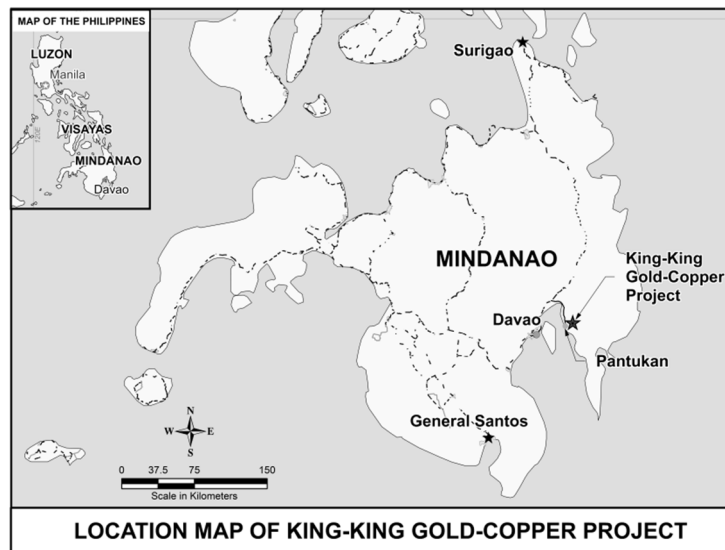 MAP OF THE PHILIPPINES
LUZON
Manila
120E
VISAYAS
MINDANAO
Davao
Surigao
MINDANAO
King-King
Gold-Copper
Project
Davao
Pantukan
General Santos
N
W E
S
0 37.5 75 150
Scale in Kilometers
LOCATION MAP OF KING-KING GOLD-COPPER PROJECT